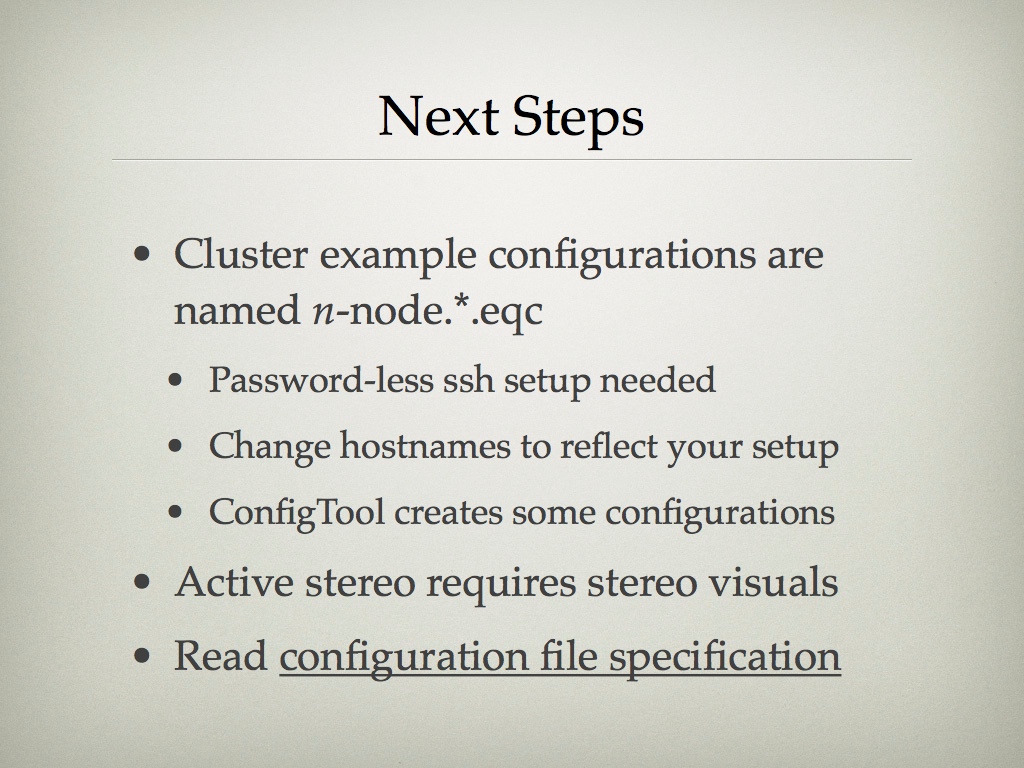 Next Steps
• Cluster example configurations are
named n-node.*.eqc
• Password-less ssh setup needed
• Change hostnames to reflect your setup
• ConfigTool creates some configurations
• Active stereo requires stereo visuals
• Read configuration file specification